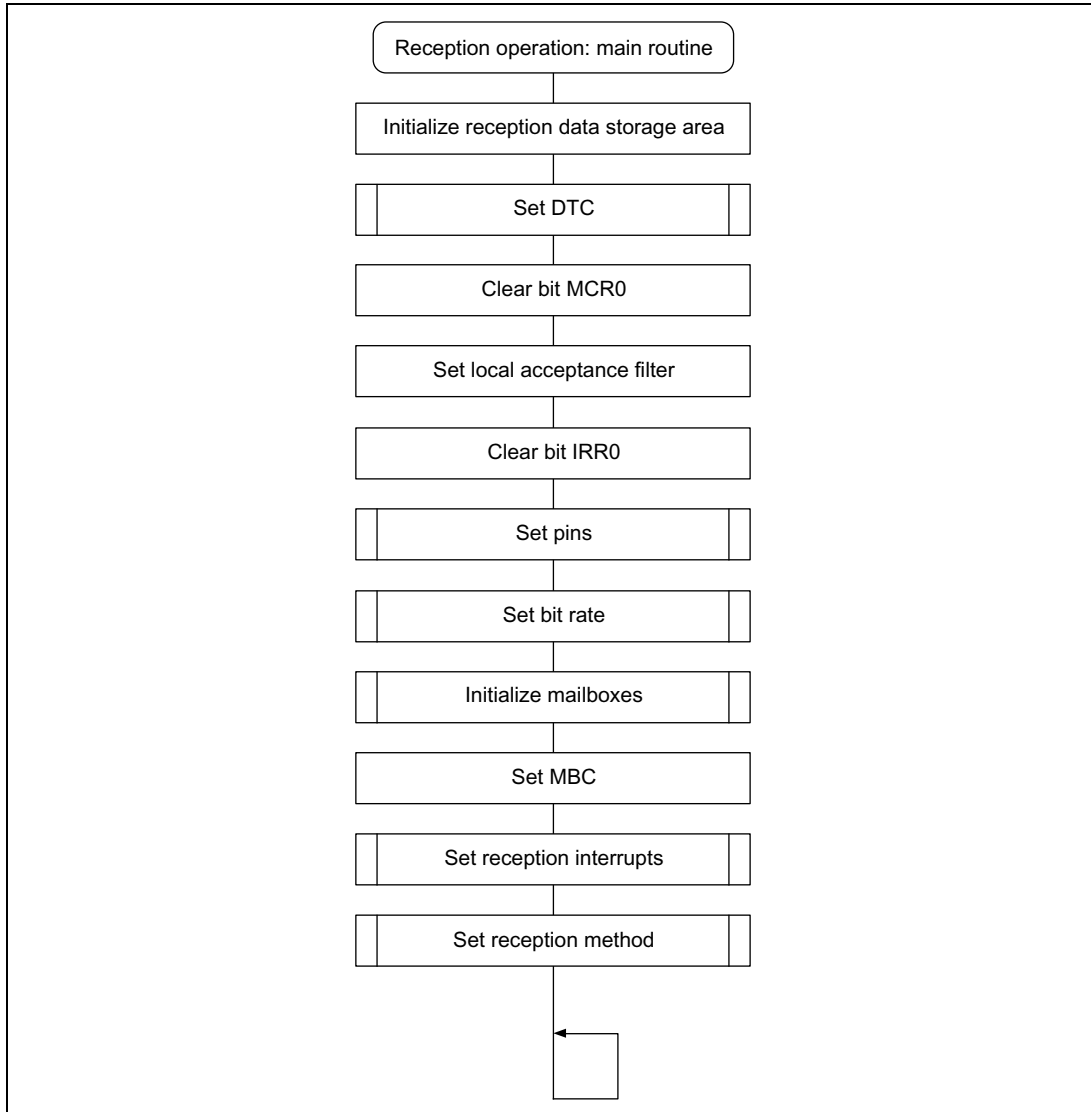 Reception operation: main routine
Initialize reception data storage area
Set DTC
Clear bit MCR0
Set local acceptance filter
Clear bit IRR0
Set pins
Set bit rate
Initialize mailboxes
Set MBC
Set reception interrupts
Set reception method